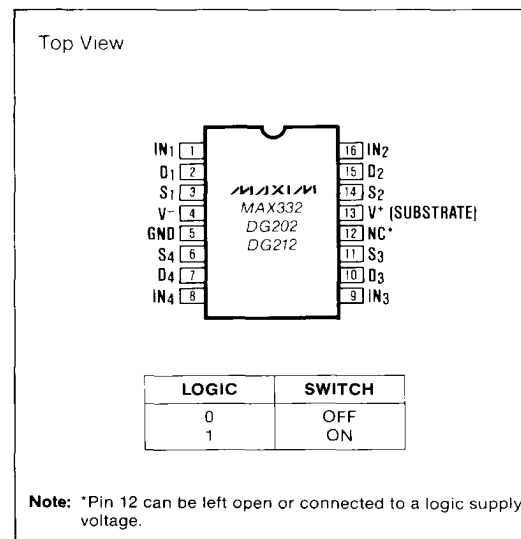 Top View
IN1 1
D1 2
S1 3
V- 4
GND 5
S4 6
D4 7
IN4 8
MAXIM
MAX332
DG202
DG212
16 IN2
15 D2
14 S2
13 V+ (SUBSTRATE)
12 NC*
11 S3
10 D3
9 IN3
LOGIC SWITCH
0 OFF
1 ON
Note: *Pin 12 can be left open or connected to a logic supply
voltage.